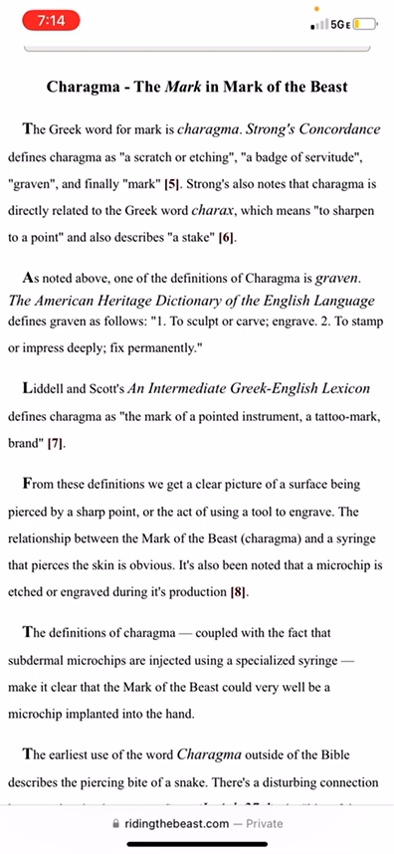 7:14
5G E
Charagma - The Mark in Mark of the Beast
The Greek word for mark is charagma. Strong's Concordance
defines charagma as "a scratch or etching", "a badge of servitude",
"graven", and finally "mark" [5]. Strong's also notes that charagma is
directly related to the Greek word charax, which means "to sharpen
to a point" and also describes "a stake" [6].
As noted above, one of the definitions of Charagma is graven.
The American Heritage Dictionary of the English Language
defines graven as follows: "1. To sculpt or carve; engrave. 2. To stamp
or impress deeply; fix permanently."
Liddell and Scott's An Intermediate Greek-English Lexicon
defines charagma as "the mark of a pointed instrument, a tattoo-mark,
brand" [7].
From these definitions we get a clear picture of a surface being
pierced by a sharp point, or the act of using a tool to engrave. The
relationship between the Mark of the Beast (charagma) and a syringe
that pierces the skin is obvious. It's also been noted that a microchip is
etched or engraved during it's production [8].
The definitions of charagma — coupled with the fact that
subdermal microchips are injected using a specialized syringe —
make it clear that the Mark of the Beast could very well be a
microchip implanted into the hand.
The earliest use of the word Charagma outside of the Bible
describes the piercing bite of a snake. There's a disturbing connection
ridingthebeast.com — Private